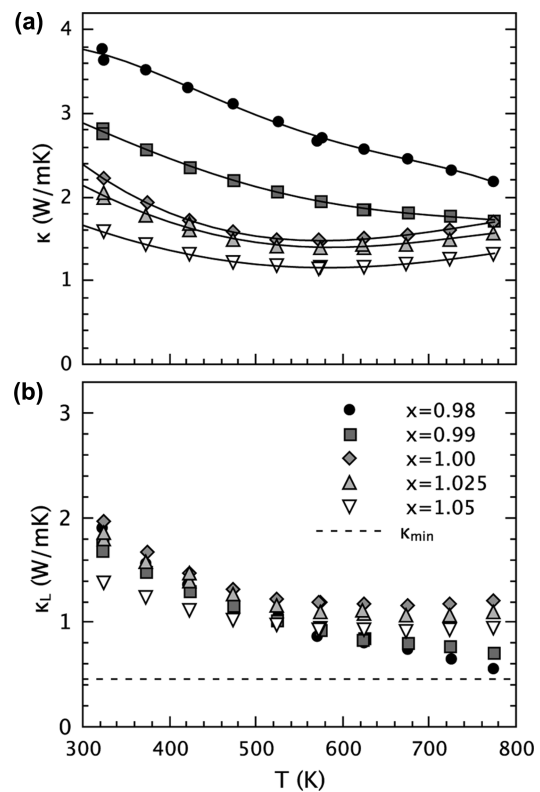 (a)
4
3
2
1
0
κ (W/mK)
(b)
3
2
1
0
κL (W/mK)
x=0.98
x=0.99
x=1.00
x=1.025
x=1.05
κmin
300 400 500 600 700 800
T (K)